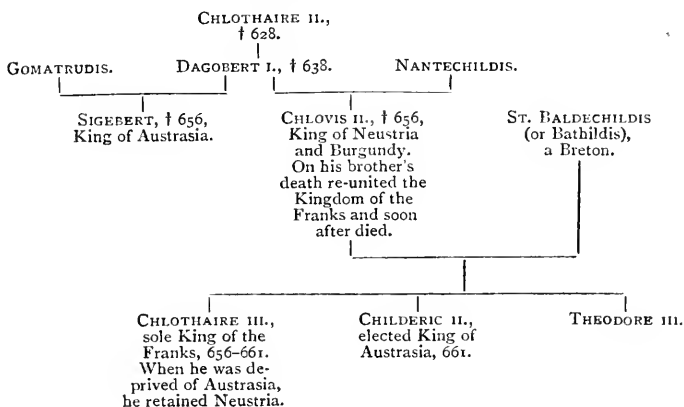 CHLOTHAIRE II.,
† 628.
GOMATRUDIS.
DAGOBERT I., † 638.
NANTECHILDIS.
SIGEBERT, † 656,
King of Austrasia.
CHLOVIS II., † 656,
King of Neustria
and Burgundy.
On his brother's
death re-united the
Kingdom of the
Franks and soon
after died.
ST. BALDECHILDIS
(or Bathildis),
a Breton.
CHLOTHAIRE III.,
sole King of the
Franks, 656-661.
When he was de-
prived of Austrasia,
he retained Neustria.
CHILDERIC II.,
elected King of
Austrasia, 661.
THEODORE III.